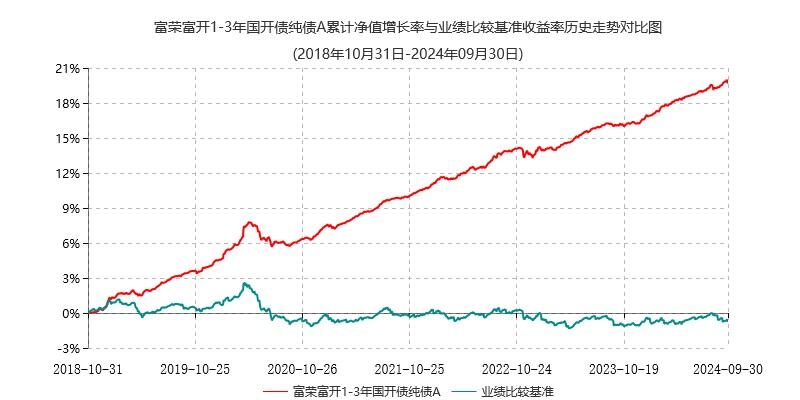 富荣富开1-3年国开债纯债A累计净值增长率与业绩比较基准收益率历史走势对比图
(2018年10月31日-2024年09月30日)
21%
18%
15%
12%
9%
6%
3%
0%
-3%
2018-10-31 2019-10-25 2020-10-26 2021-10-25 2022-10-24 2023-10-19 2024-09-30
富荣富开1-3年国开债纯债A 业绩比较基准